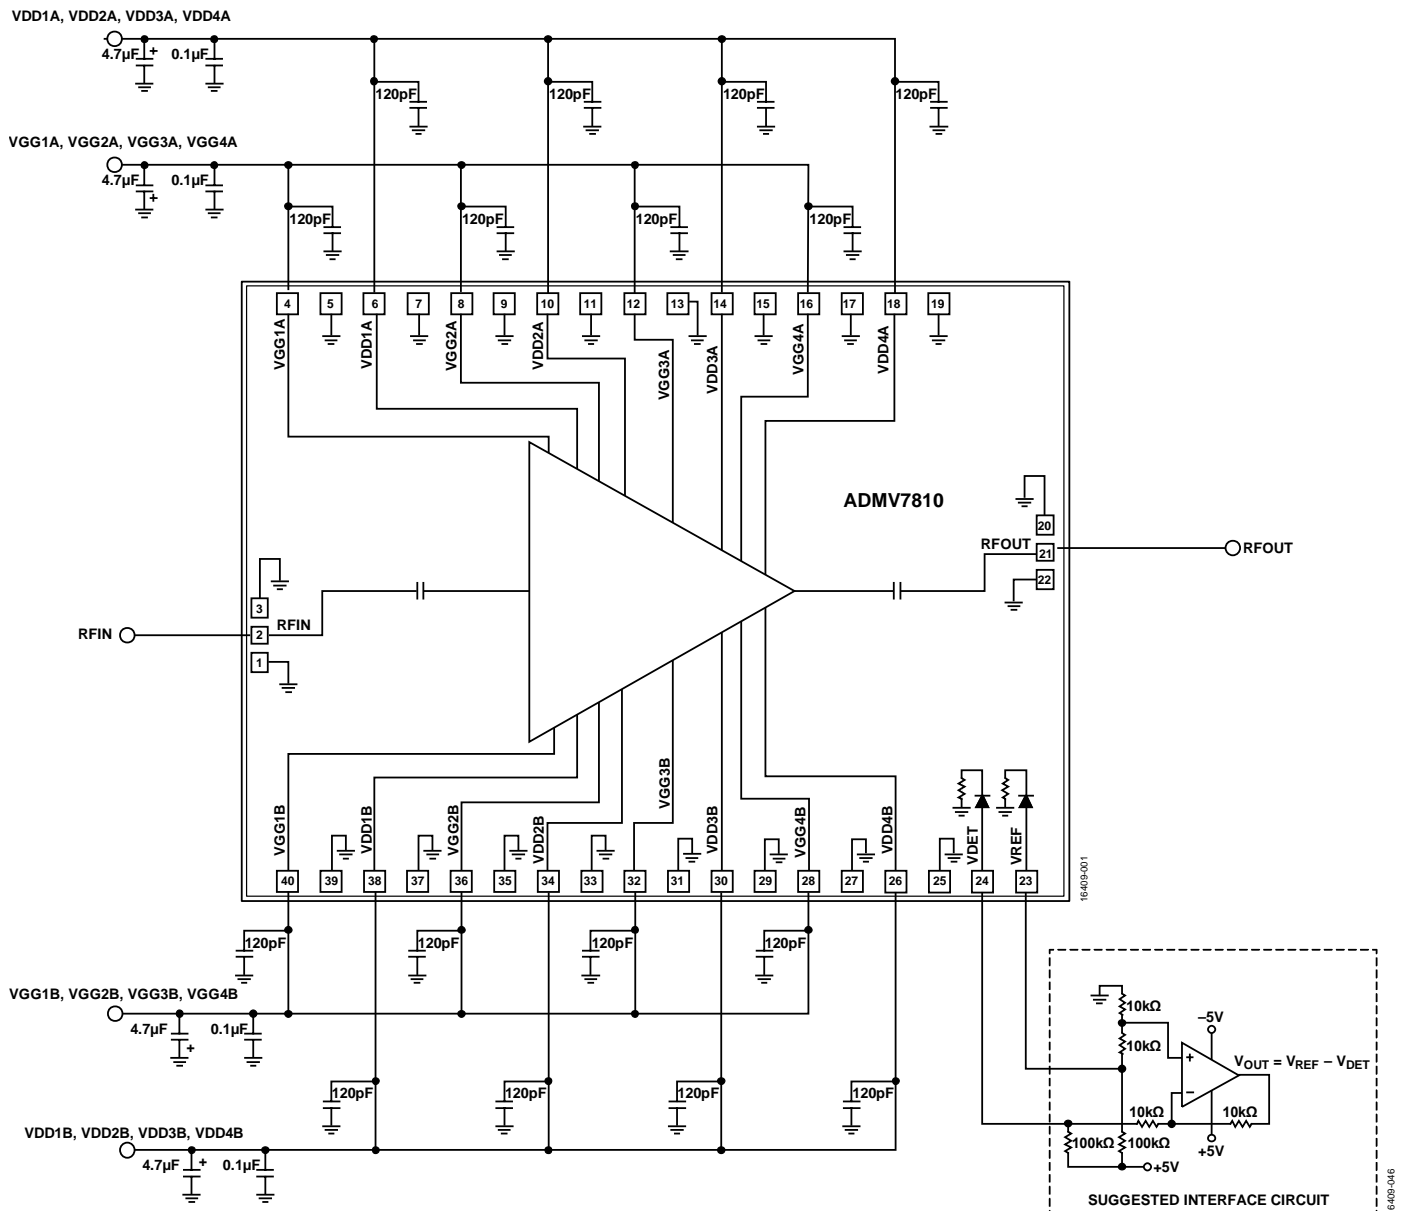 VDD1A, VDD2A, VDD3A, VDD4A
4.7µF + 0.1µF
120pF 120pF 120pF 120pF
VGG1A, VGG2A, VGG3A, VGG4A
4.7µF + 0.1µF
120pF 120pF 120pF 120pF
4 5 6 7 8 9 10 11 12 13 14 15 16 17 18 19
VGG1A VDD1A VGG2A VDD2A VGG3A VDD3A VGG4A VDD4A
ADMV7810
20
RFOUT 21 RFOUT
22
3
RFIN 2 RFIN
1
VGG1B VDD1B VGG2B VDD2B VGG3B VDD3B VGG4B VDD4B VDET VREF
40 39 38 37 36 35 34 33 32 31 30 29 28 27 26 25 24 23
16409-001
120pF 120pF 120pF 120pF
VGG1B, VGG2B, VGG3B, VGG4B
4.7µF + 0.1µF
120pF 120pF 120pF 120pF
VDD1B, VDD2B, VDD3B, VDD4B
4.7µF + 0.1µF
10kΩ
–5V
10kΩ
+
VOUT = VREF – VDET
–
10kΩ 10kΩ
100kΩ 100kΩ
+5V
+5V
SUGGESTED INTERFACE CIRCUIT